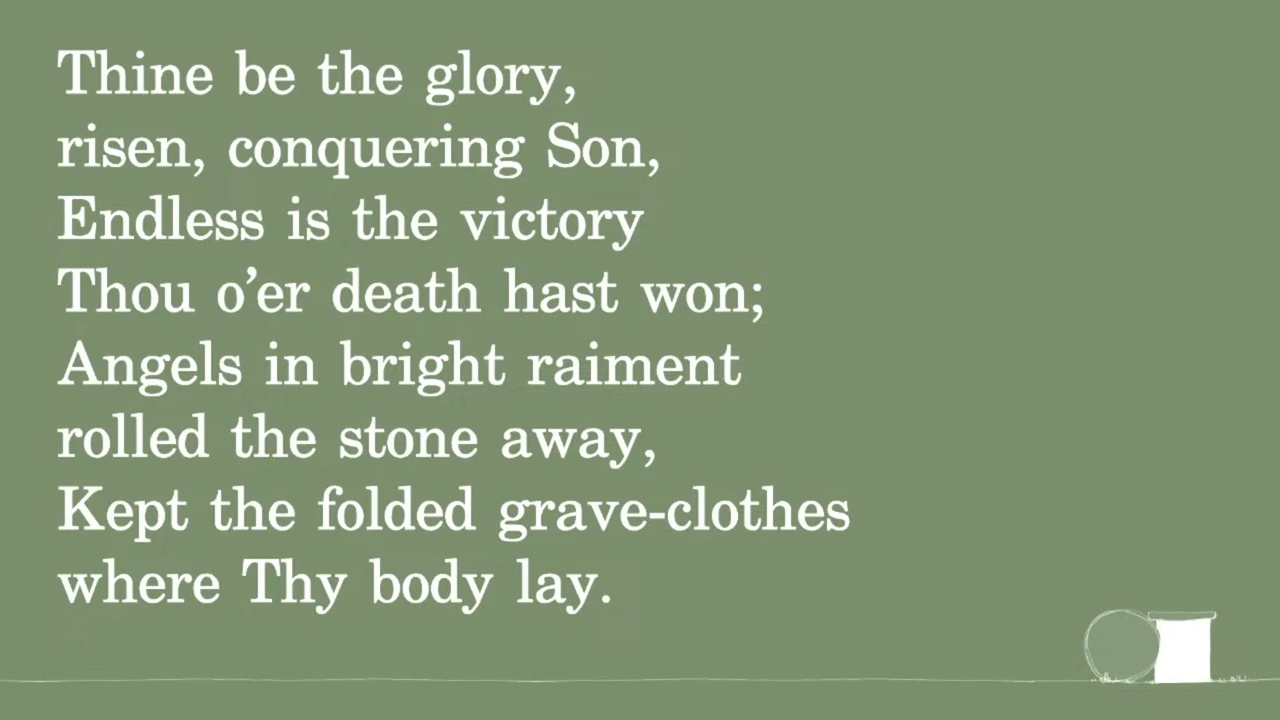 Thine be the glory,
risen, conquering Son,
Endless is the victory
Thou o’er death hast won;
Angels in bright raiment
rolled the stone away,
Kept the folded grave-clothes
where Thy body lay.